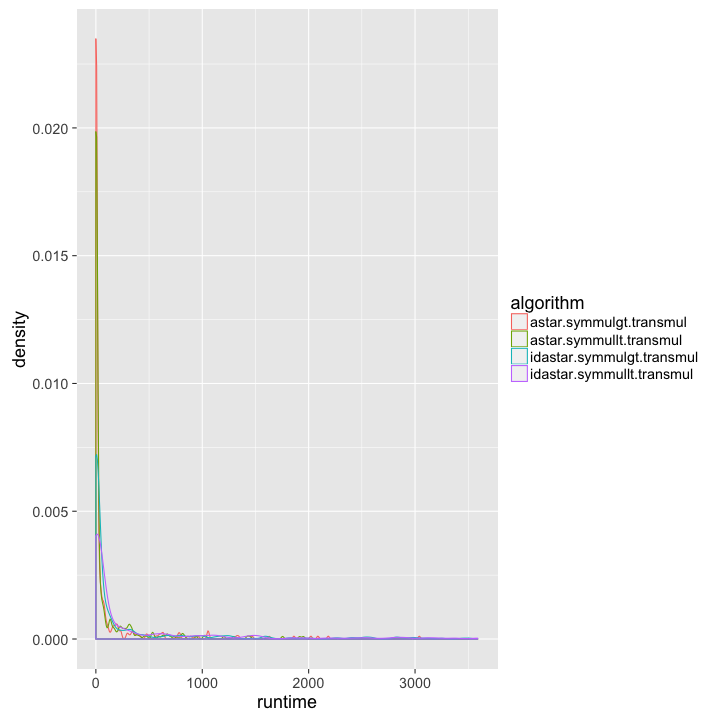 0.020
0.015
0.010
0.005
0.000
density
0
1000
2000
3000
runtime
algorithm
astar.symmulgt.transmul
astar.symmullt.transmul
idastar.symmulgt.transmul
idastar.symmullt.transmul